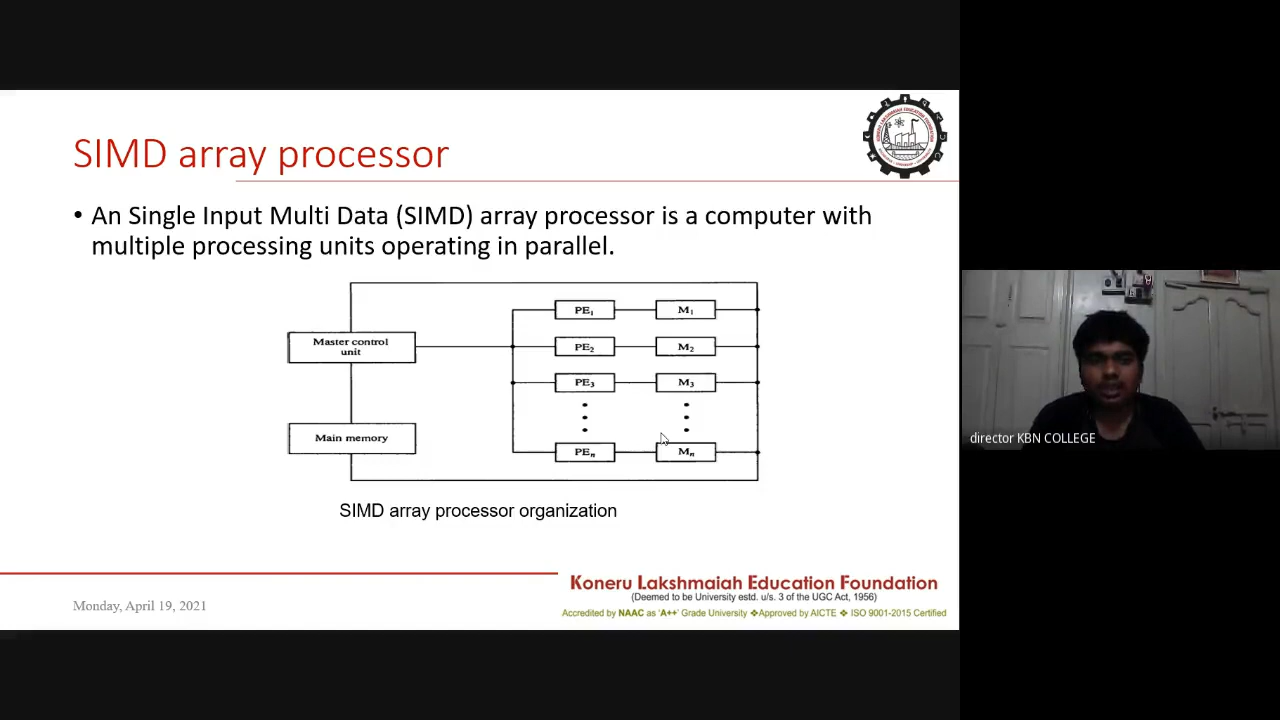 SIMD array processor
• An Single Input Multi Data (SIMD) array processor is a computer with
multiple processing units operating in parallel.
Master control
unit
Main memory
PE₁ M₁
PE₂ M₂
PE₃ M₃
PEₙ Mₙ
SIMD array processor organization
Monday, April 19, 2021
Koneru Lakshmaiah Education Foundation
(Deemed to be University estd. u/s. 3 of the UGC Act, 1956)
Accredited by NAAC as 'A++' Grade University ❖Approved by AICTE ❖ ISO 9001-2015 Certified
director KBN COLLEGE